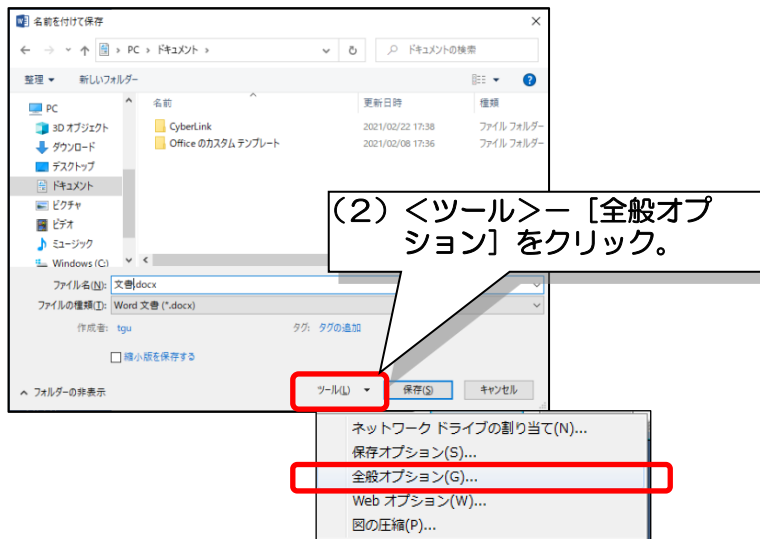 名前を付けて保存
PC › ドキュメント ›
ドキュメントの検索
整理 新しいフォルダー
名前 更新日時 種類
PC
3D オブジェクト
ダウンロード
デスクトップ
ドキュメント
ピクチャ
ビデオ
ミュージック
Windows (C:)
CyberLink 2021/02/22 17:38 ファイル フォルダー
Office のカスタム テンプレート 2021/02/08 17:36 ファイル フォルダー
(2)<ツール>-[全般オプ
ション]をクリック。
ファイル名(N): 文書.docx
ファイルの種類(T): Word 文書 (*.docx)
作成者: tgu タグ: タグの追加
縮小版を保存する
フォルダーの非表示 ツール(L) 保存(S) キャンセル
ネットワーク ドライブの割り当て(N)...
保存オプション(S)...
全般オプション(G)...
Web オプション(W)...
図の圧縮(P)...